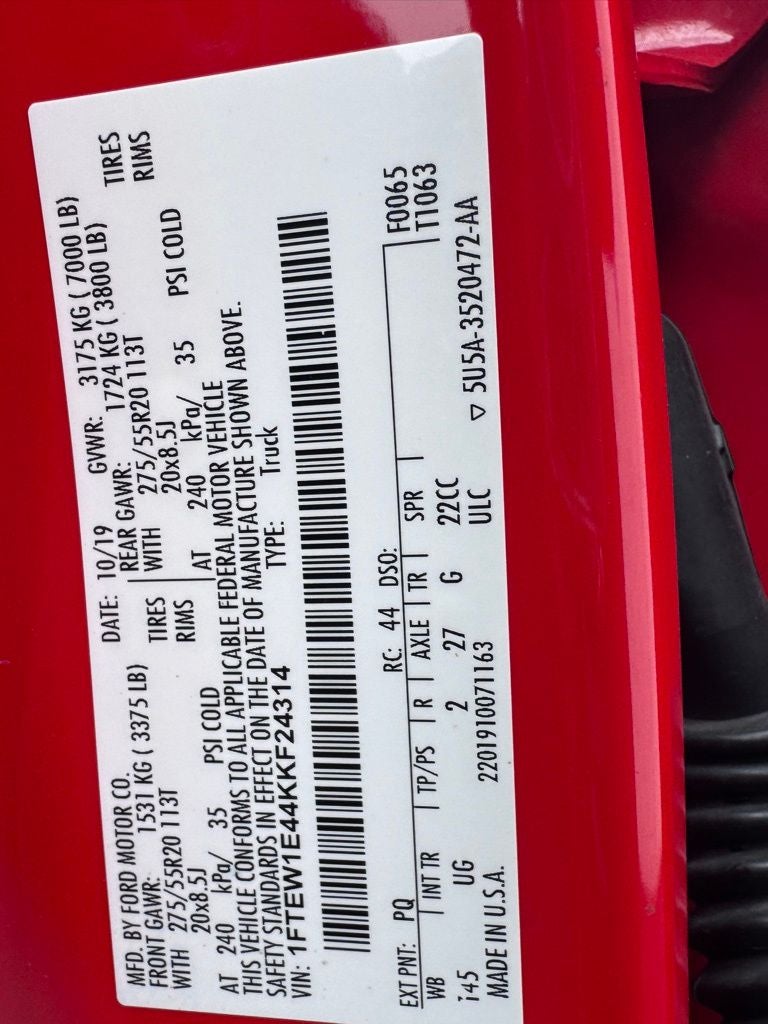 MFD. BY FORD MOTOR CO. DATE: 10/19 GVWR: 3175 KG ( 7000 LB)
FRONT GAWR: 1531 KG ( 3375 LB) REAR GAWR: 1724 KG ( 3800 LB)
WITH 275/55R20 113T TIRES WITH 275/55R20 113T TIRES
20x8.5J RIMS 20x8.5J RIMS
AT 240 kPa/ 35 PSI COLD AT 240 kPa/ 35 PSI COLD
THIS VEHICLE CONFORMS TO ALL APPLICABLE FEDERAL MOTOR VEHICLE
SAFETY STANDARDS IN EFFECT ON THE DATE OF MANUFACTURE SHOWN ABOVE.
VIN: 1FTEW1E44KKF24314 TYPE: Truck
EXT PNT: PQ RC: 44 DSO: F0065
WB INT TR TP/PS R AXLE TR SPR T1063
145 UG 2 27 G 22CC
2201910071163 ULC
MADE IN U.S.A. ▽ 5U5A-3520472-AA